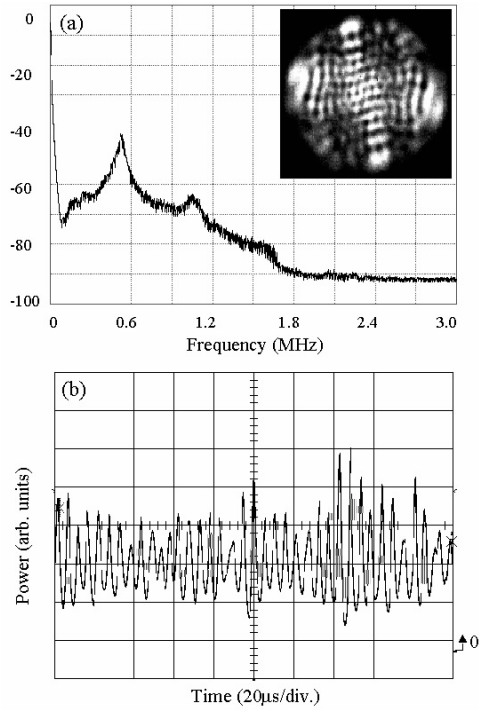 (a)
0
-20
-40
-60
-80
-100
0 0.6 1.2 1.8 2.4 3.0
Frequency (MHz)
(b)
Power (arb. units)
0
Time (20μs/div.)